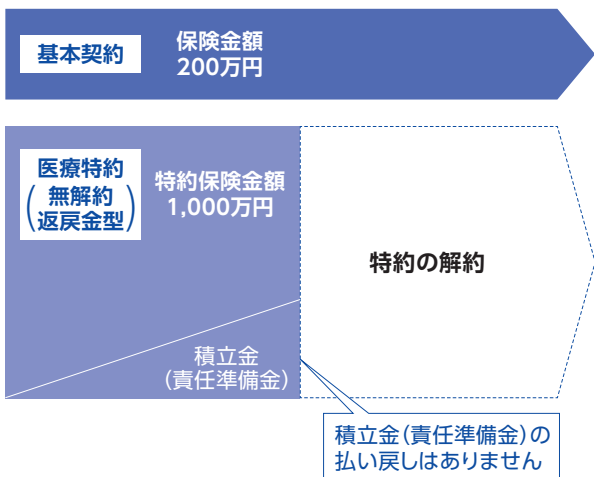 基本契約
保険金額
200万円
医療特約
(無解約
返戻金型)
特約保険金額
1,000万円
特約の解約
積立金
(責任準備金)
積立金(責任準備金)の
払い戻しはありません